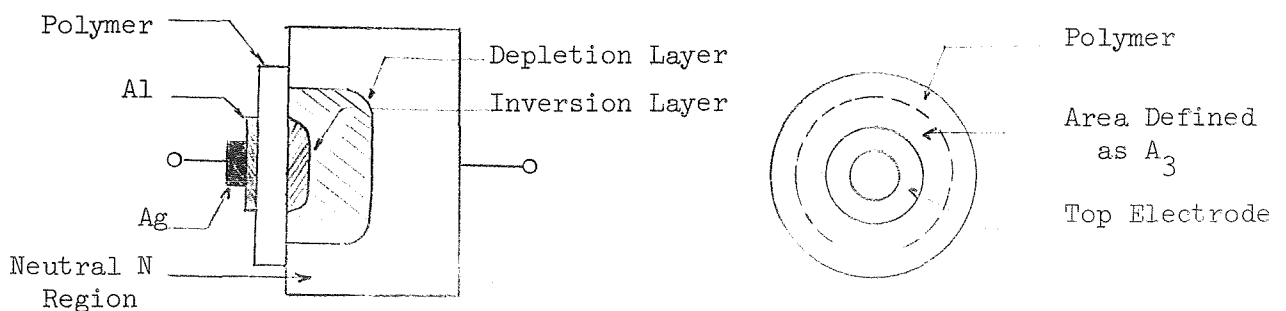 Polymer
Al
Ag
Neutral N
Region
Depletion Layer
Inversion Layer
Polymer
Area Defined
as A3
Top Electrode